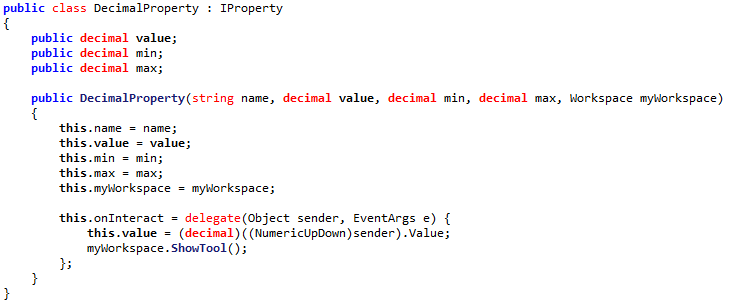 public class DecimalProperty : IProperty
{
    public decimal value;
    public decimal min;
    public decimal max;

    public DecimalProperty(string name, decimal value, decimal min, decimal max, Workspace myWorkspace)
    {
        this.name = name;
        this.value = value;
        this.min = min;
        this.max = max;
        this.myWorkspace = myWorkspace;

        this.onInteract = delegate(Object sender, EventArgs e) {
            this.value = (decimal)((NumericUpDown)sender).Value;
            myWorkspace.ShowTool();
        };
    }
}